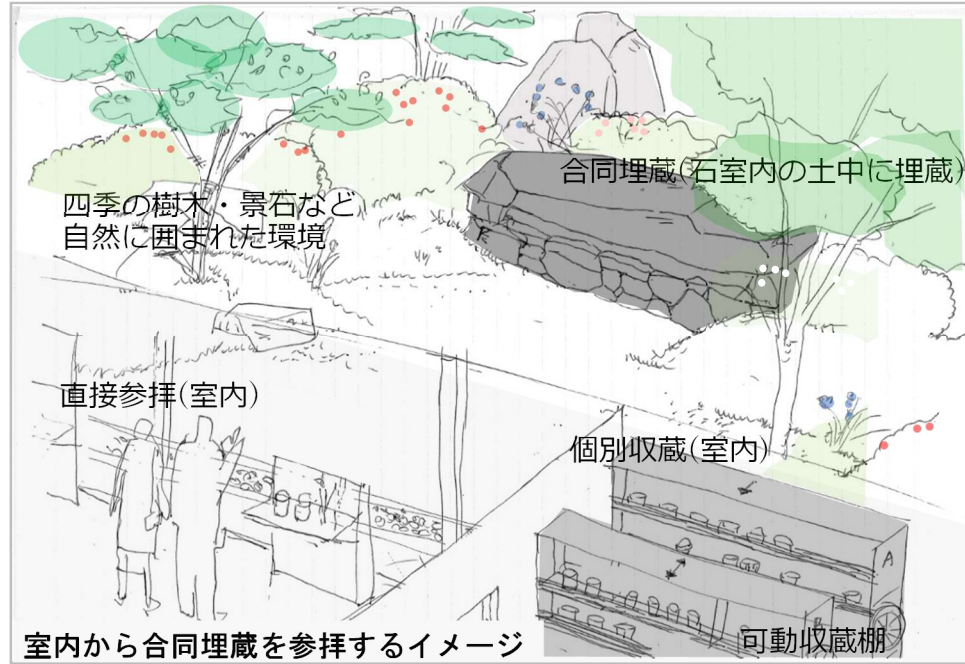 合同埋蔵(石室内の土中に埋蔵)
四季の樹木・景石など
自然に囲まれた環境
直接参拝(室内)
個別収蔵(室内)
A
可動収蔵棚
室内から合同埋蔵を参拝するイメージ